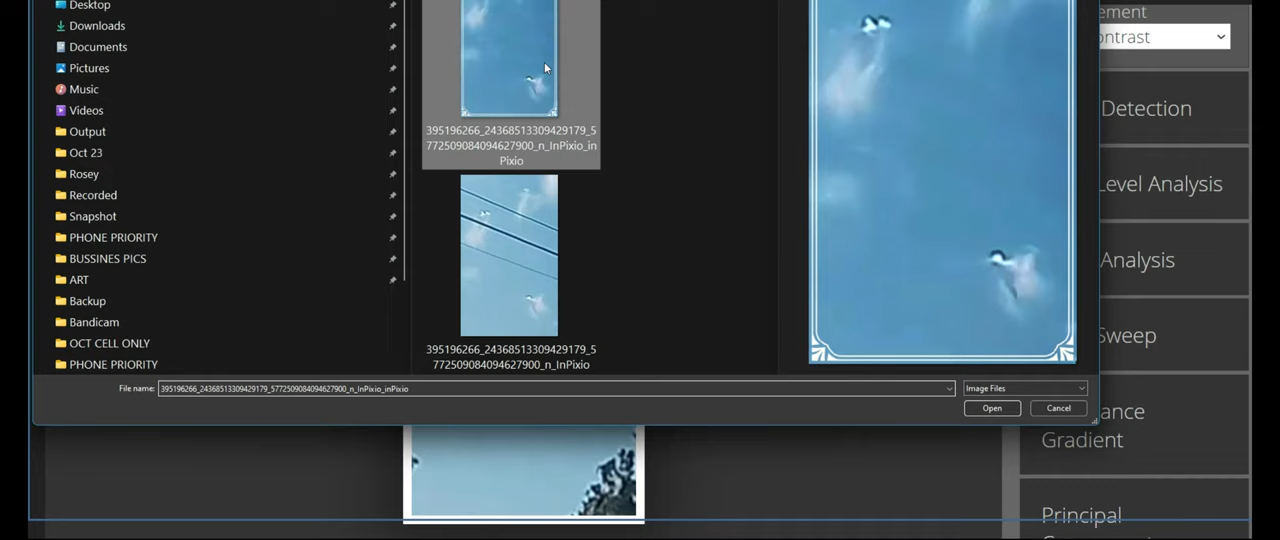 Desktop
Downloads
Documents
Pictures
Music
Videos
Output
Oct 23
Rosey
Recorded
Snapshot
PHONE PRIORITY
BUSSINES PICS
ART
Backup
Bandicam
OCT CELL ONLY
PHONE PRIORITY
395196266_24368513309429179_5
772509084094627900_n_InPixio_in
Pixio
395196266_24368513309429179_5
772509084094627900_n_InPixio
File name:
395196266_24368513309429179_5772509084094627900_n_InPixio_inPixio
Image Files
Open
Cancel
ement
ontrast
Detection
Level Analysis
Analysis
Sweep
ance
Gradient
Principal